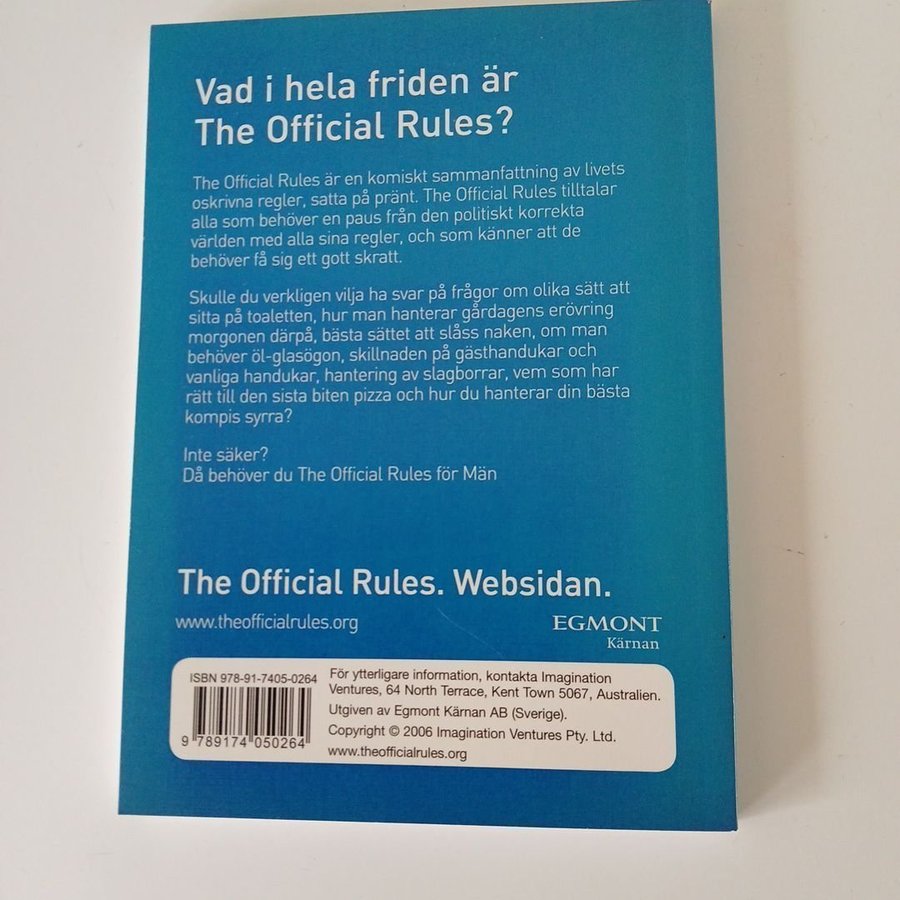 Vad i hela friden är
The Official Rules?
The Official Rules är en komiskt sammanfattning av livets
oskrivna regler, satta på pränt. The Official Rules tilltalar
alla som behöver en paus från den politiskt korrekta
världen med alla sina regler, och som känner att de
behöver få sig ett gott skratt.
Skulle du verkligen vilja ha svar på frågor om olika sätt att
sitta på toaletten, hur man hanterar gårdagens erövring
morgonen därpå, bästa sättet att slåss naken, om man
behöver öl-glasögon, skillnaden på gästhandukar och
vanliga handukar, hantering av slagborrar, vem som har
rätt till den sista biten pizza och hur du hanterar din bästa
kompis syrra?
Inte säker?
Då behöver du The Official Rules för Män
The Official Rules. Websidan.
www.theofficialrules.org
EGMONT
Kärnan
ISBN 978-91-7405-0264
9 789174 050264
För ytterligare information, kontakta Imagination
Ventures, 64 North Terrace, Kent Town 5067, Australien.
Utgiven av Egmont Kärnan AB (Sverige).
Copyright © 2006 Imagination Ventures Pty. Ltd.
www.theofficialrules.org